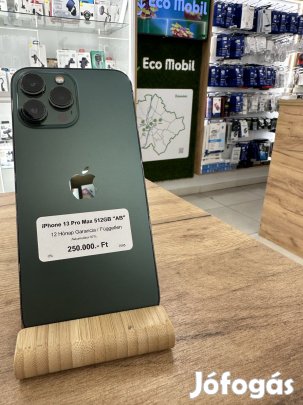 Eco Mobil
Eco Mobil
iPhone 13 Pro Max 512GB "AB"
12 Hónap Garancia / Független
250.000.- Ft
Jófogás